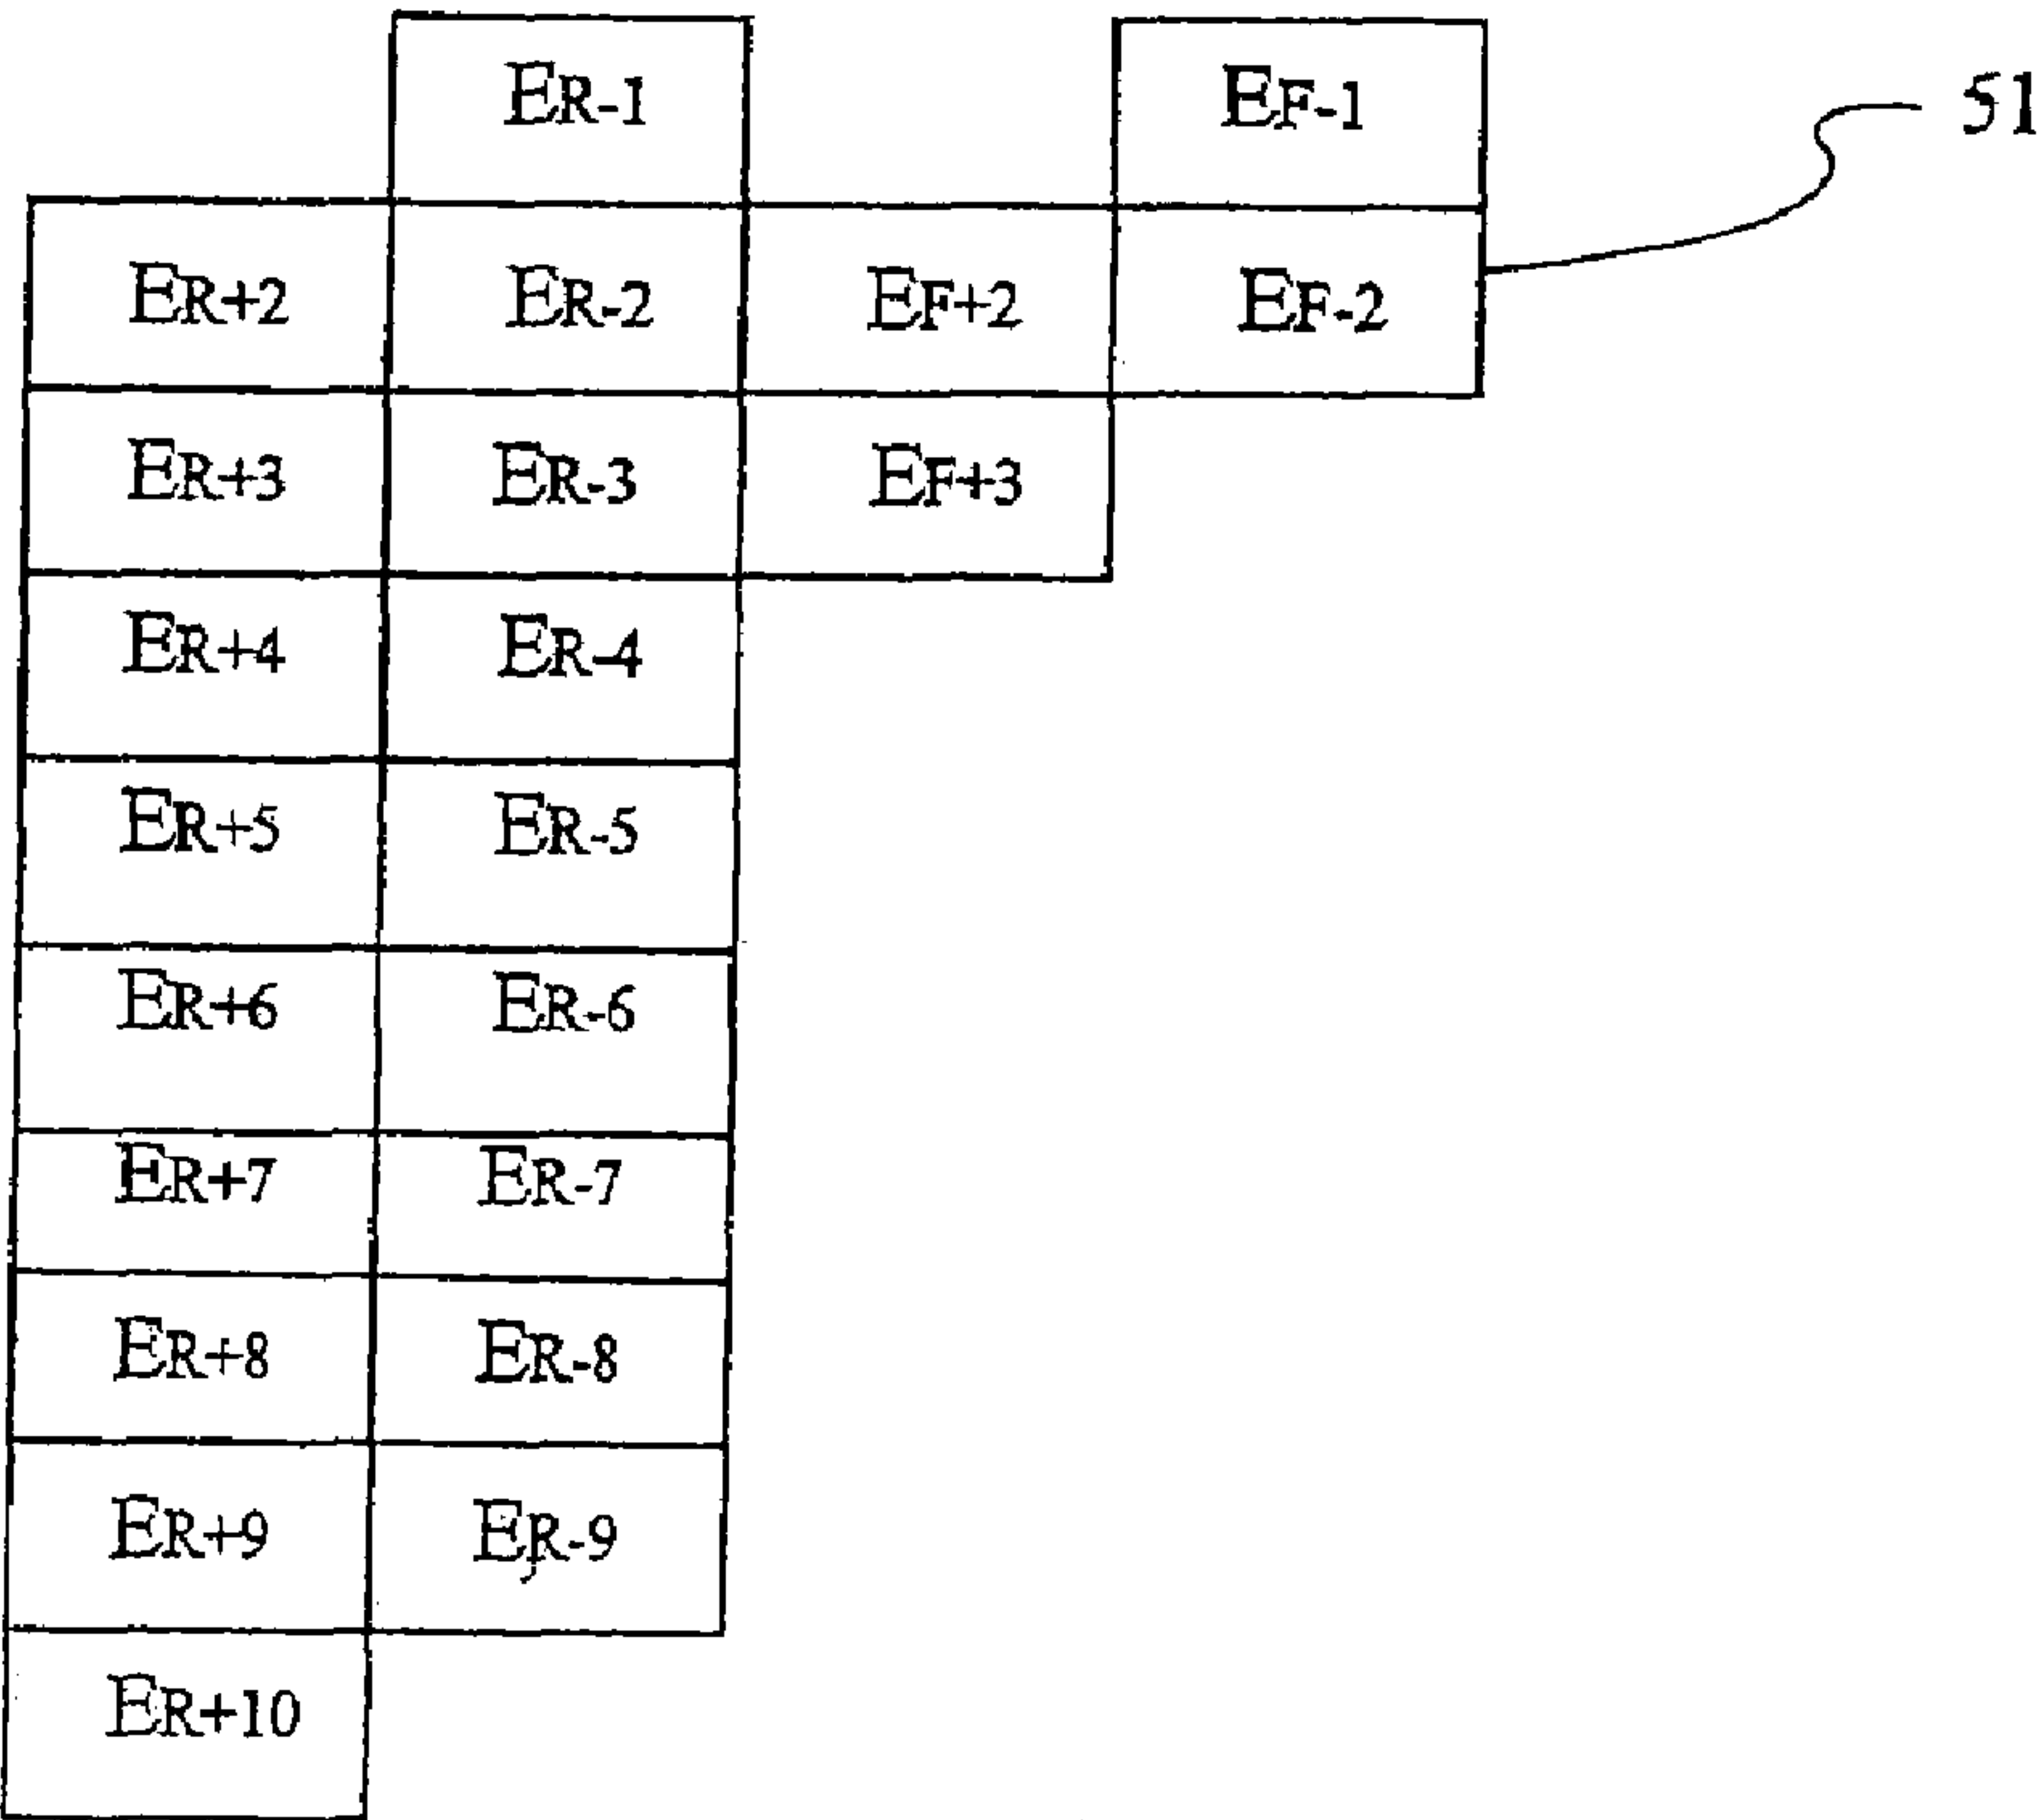 ER-1 EF-1 51
ER+2 ER-2 EF+2 EF-2
ER+3 ER-3 EF+3
ER+4 ER-4
ER+5 ER-5
ER+6 ER-6
ER+7 ER-7
ER+8 ER-8
ER+9 ER-9
ER+10